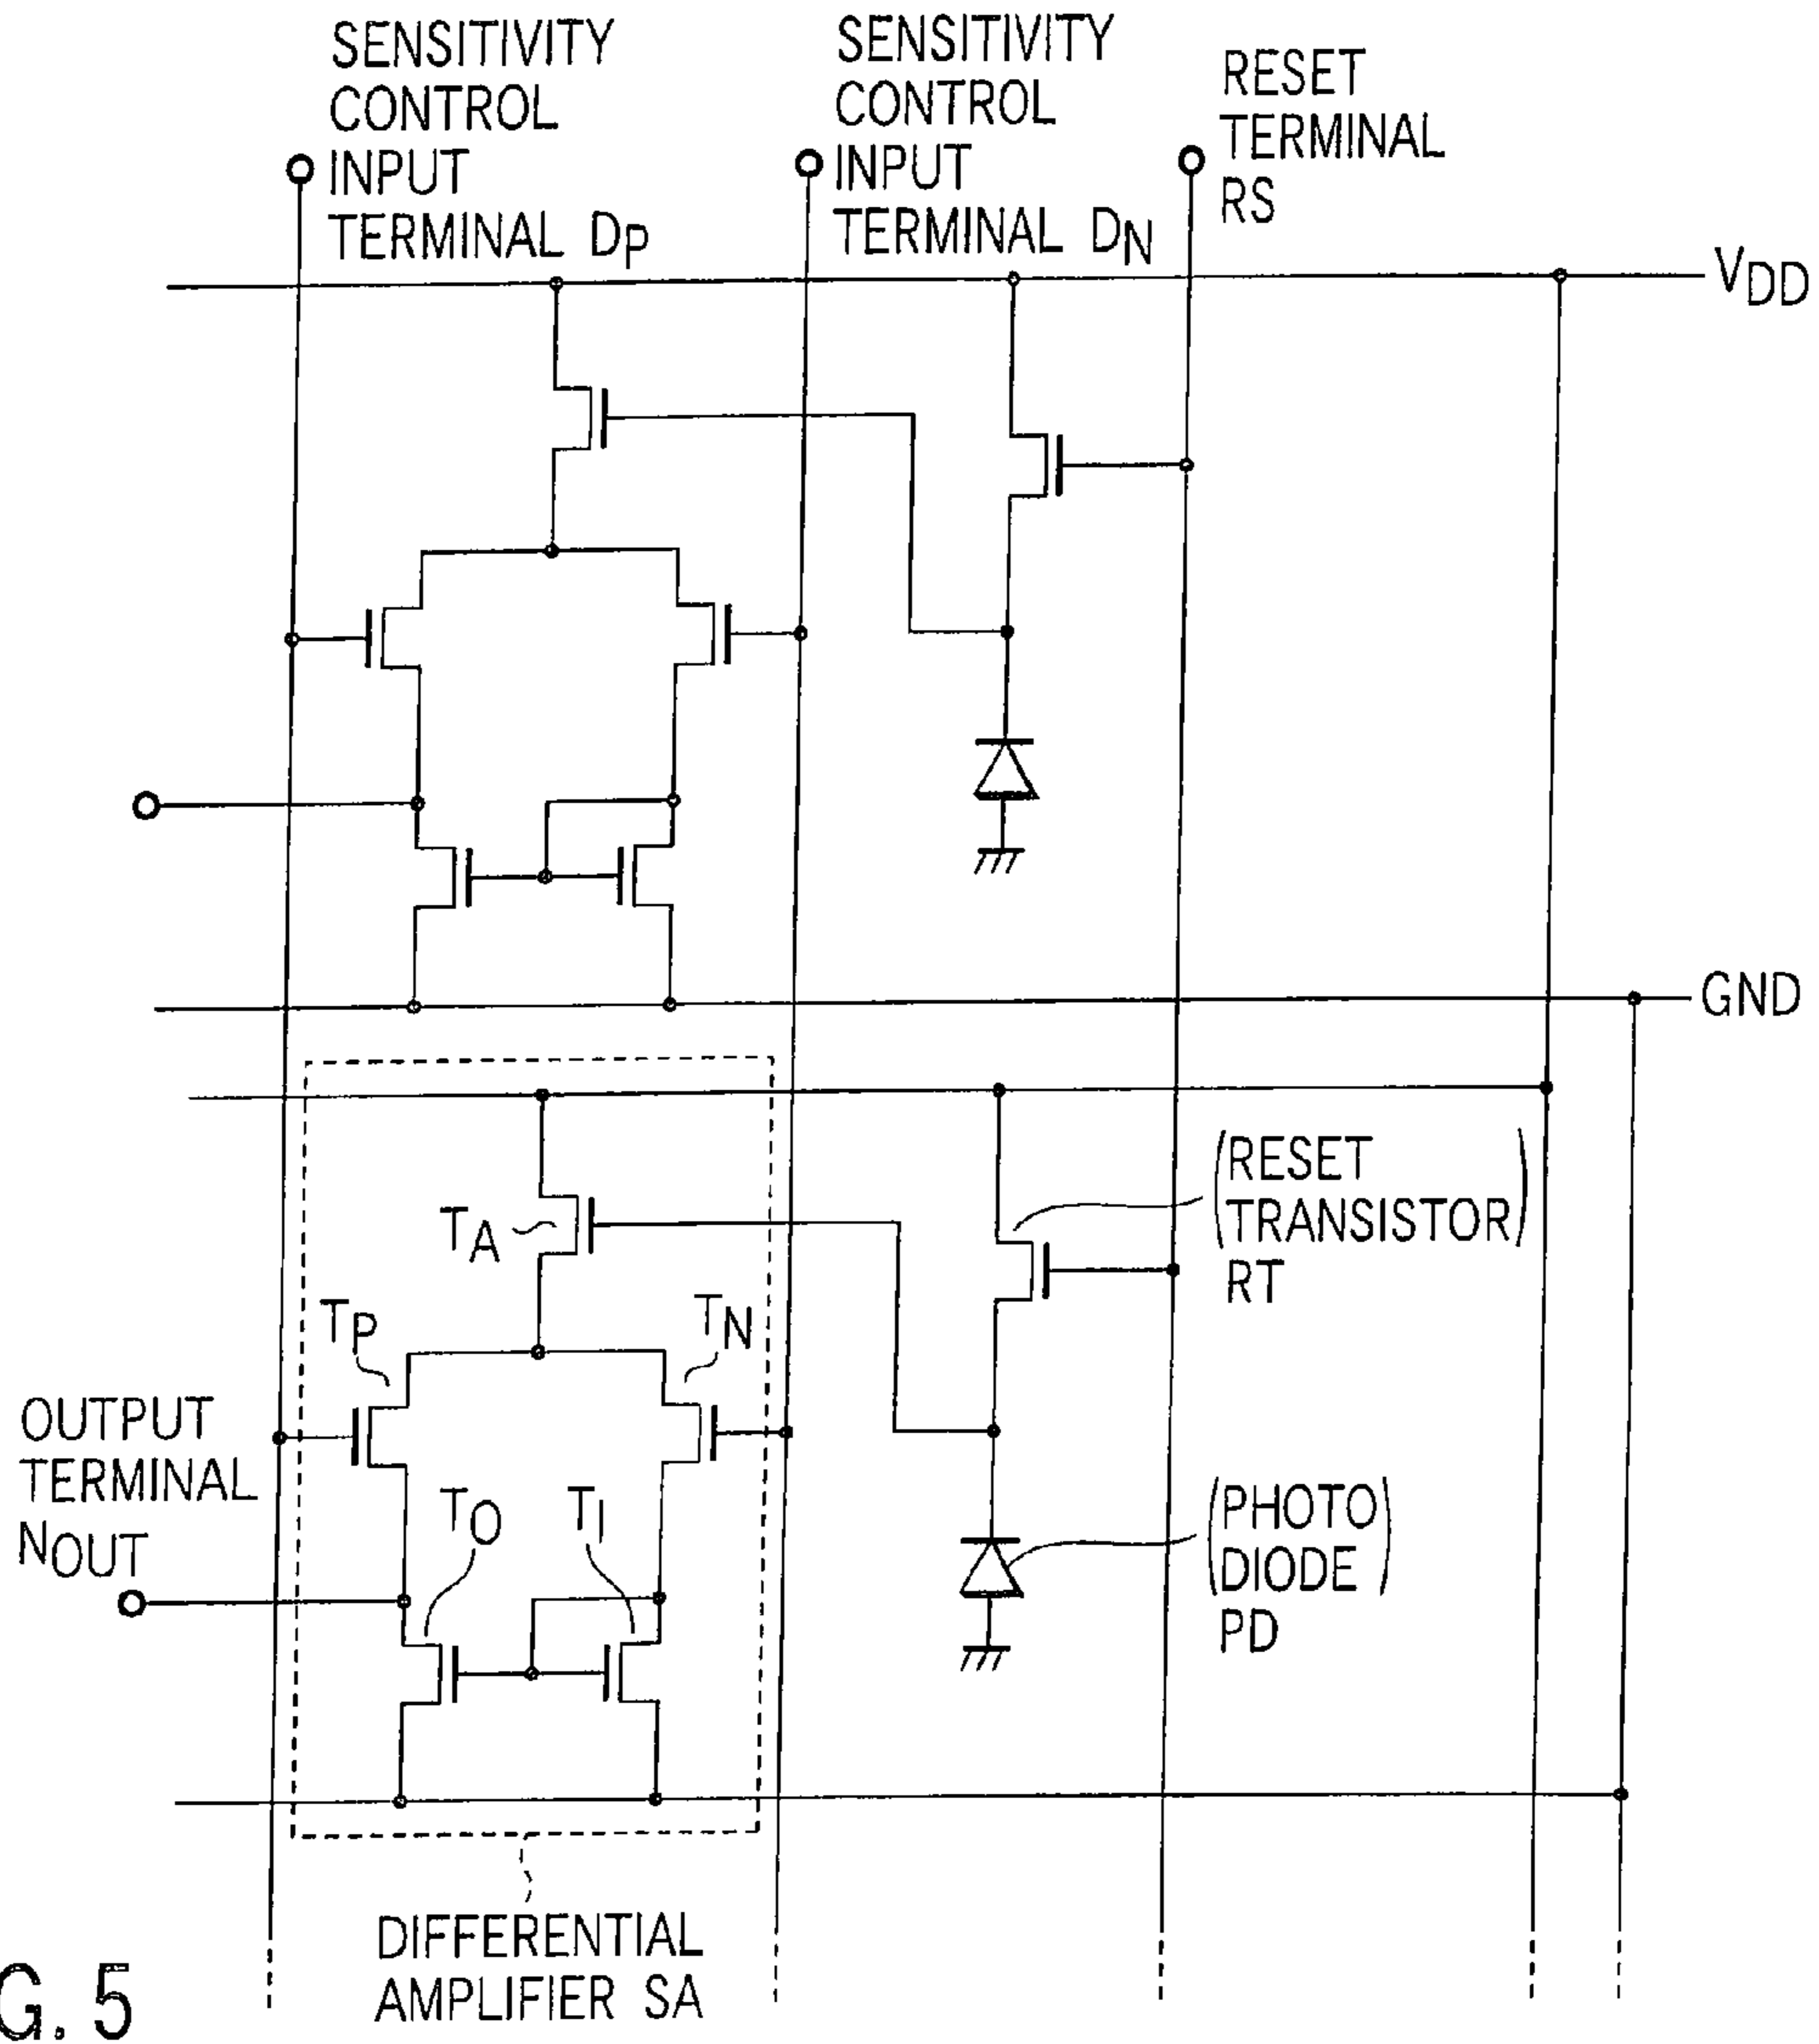 SENSITIVITY
CONTROL
INPUT
TERMINAL DP
SENSITIVITY
CONTROL
INPUT
TERMINAL DN
RESET
TERMINAL
RS
VDD
GND
TA
(RESET
TRANSISTOR)
RT
TP
TN
OUTPUT
TERMINAL
NOUT
TO
TI
(PHOTO
DIODE)
PD
DIFFERENTIAL
AMPLIFIER SA
G. 5